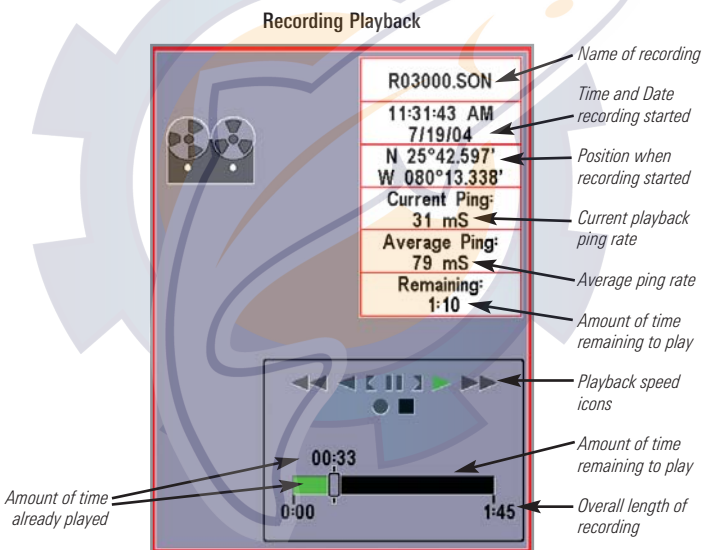 Recording Playback
R03000.SON
11:31:43 AM
7/19/04
N 25°42.597'
W 080°13.338'
Current Ping:
31 mS
Average Ping:
79 mS
Remaining:
1:10
Name of recording
Time and Date
recording started
Position when
recording started
Current playback
ping rate
Average ping rate
Amount of time
remaining to play
Playback speed
icons
Amount of time
remaining to play
Overall length of
recording
00:33
0:00
1:45
Amount of time
already played